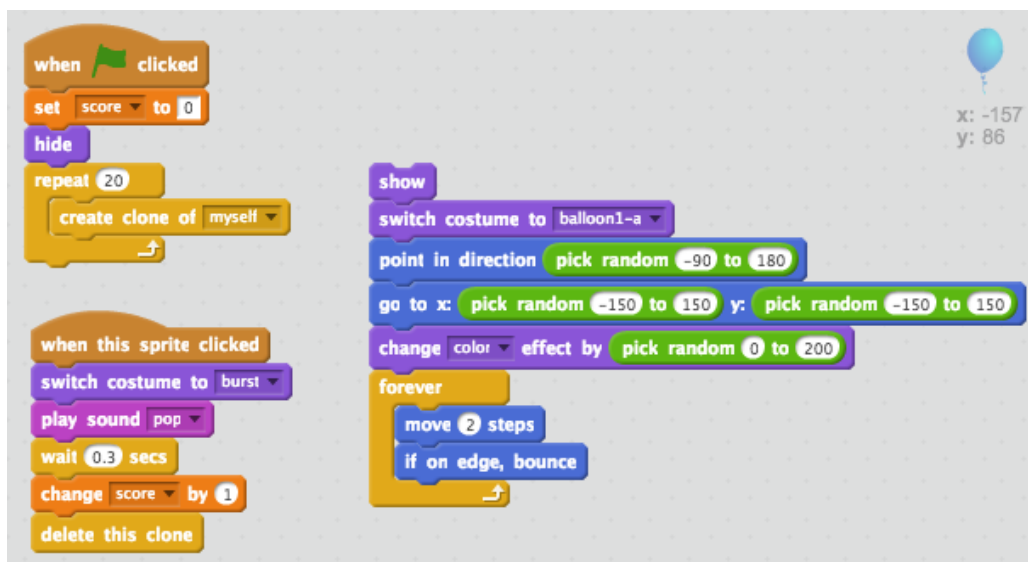 when clicked
set score to 0
hide
repeat 20
create clone of myself
when this sprite clicked
switch costume to burst
play sound pop
wait 0.3 secs
change score by 1
delete this clone
show
switch costume to balloon1-a
point in direction pick random -90 to 180
go to x: pick random -150 to 150 y: pick random -150 to 150
change color effect by pick random 0 to 200
forever
move 2 steps
if on edge, bounce
x: -157
y: 86